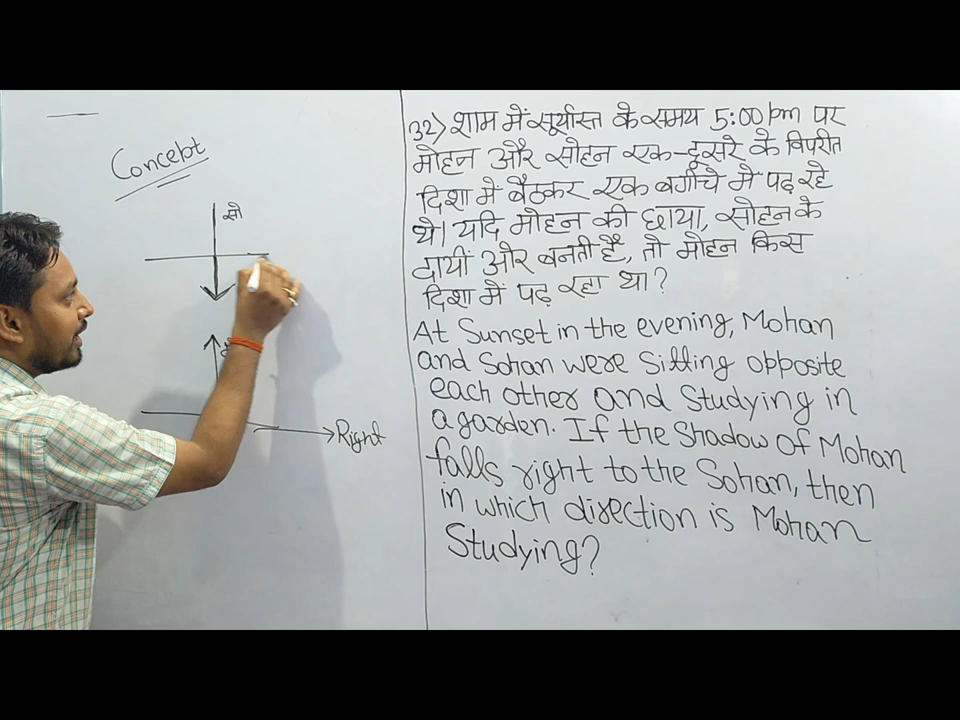 Concept
सो
Right
32) शाम में सूर्यास्त के समय 5:00 pm पर
मोहन और सोहन एक-दूसरे के विपरीत
दिशा में बैठकर एक बगीचे में पढ़ रहे
थे। यदि मोहन की छाया, सोहन के
दायीं ओर बनती है, तो मोहन किस
दिशा में पढ़ रहा था?
At Sunset in the evening, Mohan
and Sohan were Sitting opposite
each other and Studying in
a garden. If the Shadow of Mohan
falls right to the Sohan, then
in which direction is Mohan
Studying?